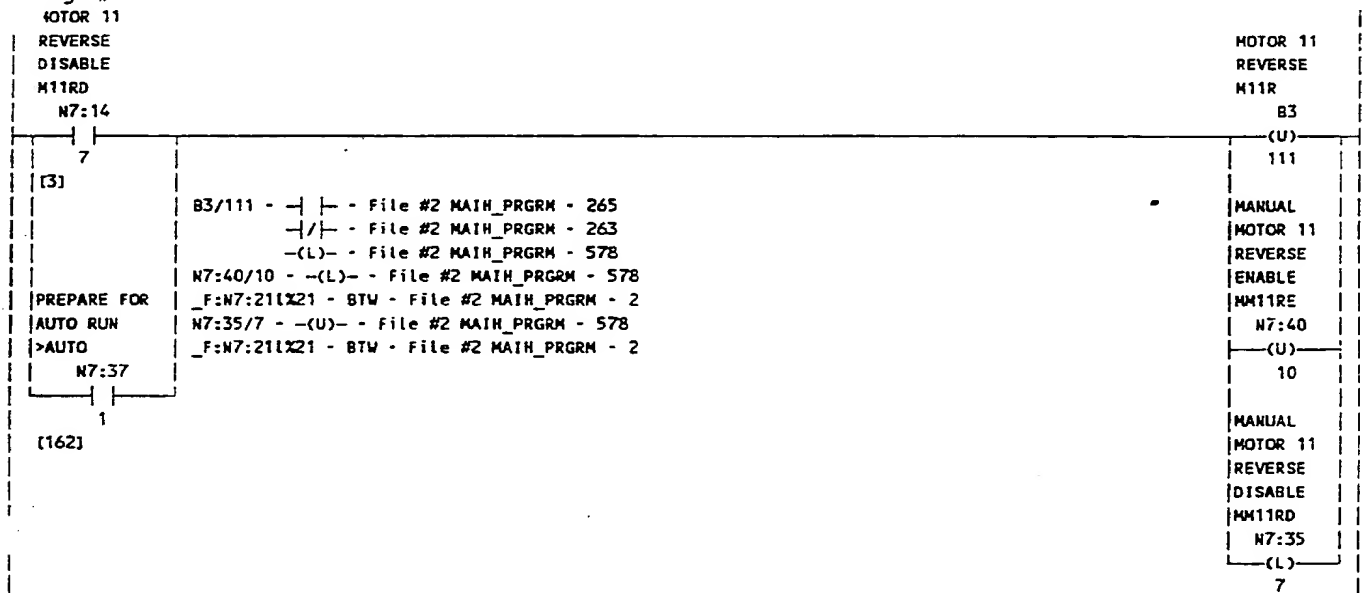 MOTOR 11
REVERSE
DISABLE
M11RD
N7:14
7
[3]
MOTOR 11
REVERSE
M11R
B3
(U)
111
B3/111 - -| |- - File #2 MAIN_PRGRM - 265
-|/|- - File #2 MAIN_PRGRM - 263
-(L)- - File #2 MAIN_PRGRM - 578
N7:40/10 - -(L)- - File #2 MAIN_PRGRM - 578
_F:N7:211%21 - BTW - File #2 MAIN_PRGRM - 2
N7:35/7 - -(U)- - File #2 MAIN_PRGRM - 578
_F:N7:211%21 - BTW - File #2 MAIN_PRGRM - 2
PREPARE FOR
AUTO RUN
>AUTO
N7:37
1
[162]
MANUAL
MOTOR 11
REVERSE
ENABLE
MM11RE
N7:40
(U)
10
MANUAL
MOTOR 11
REVERSE
DISABLE
MM11RD
N7:35
(L)
7